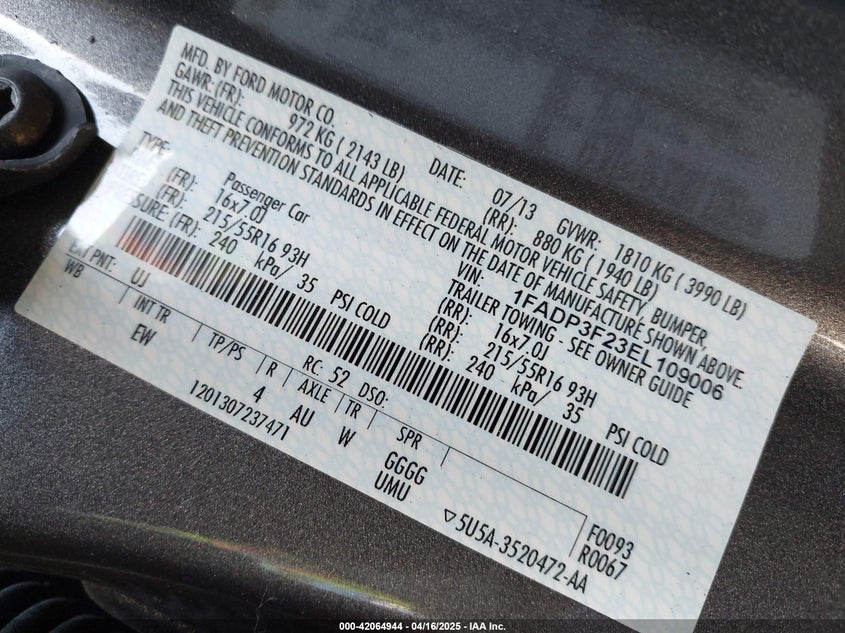 MFD. BY FORD MOTOR CO. DATE: 07/13 GVWR: 1810 KG ( 3990 LB)
GAWR: (FR): 972 KG ( 2143 LB) (RR): 880 KG ( 1940 LB)
THIS VEHICLE CONFORMS TO ALL APPLICABLE FEDERAL MOTOR VEHICLE SAFETY, BUMPER,
AND THEFT PREVENTION STANDARDS IN EFFECT ON THE DATE OF MANUFACTURE SHOWN ABOVE.
VIN: 1FADP3F23EL109006
TYPE: Passenger Car TRAILER TOWING - SEE OWNER GUIDE
(FR): 16x7.0J (RR): 16x7.0J
(FR): 215/55R16 93H (RR): 215/55R16 93H
(FR): 240 kPa/ 35 PSI COLD (RR): 240 kPa/ 35 PSI COLD
EXT PNT: UJ RC: 52 DSO:
WB INT TR TP/PS R AXLE TR SPR
EW 4 AU W GGGG F0093
UMU R0067
1201307237471 ▽5U5A-3520472-AA
000-42064944 - 04/16/2025 - IAA Inc.